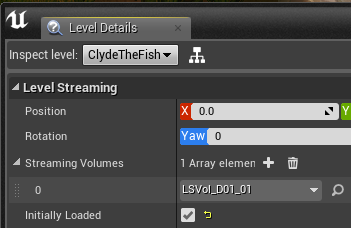 Level Details
Inspect level: ClydeTheFish
Level Streaming
Position X 0.0 Y
Rotation Yaw 0
Streaming Volumes 1 Array elemen
0 LSVol_D01_01
Initially Loaded